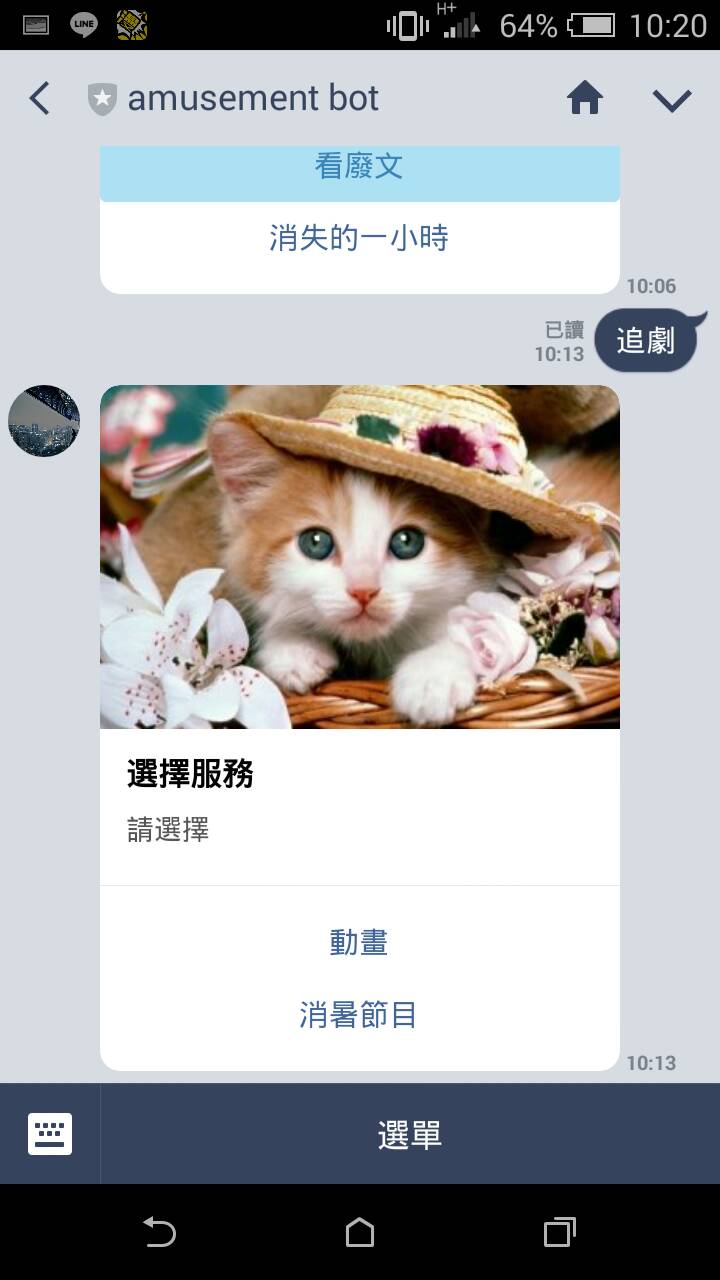 LINE
H+
64%
10:20
amusement bot
看廢文
消失的一小時
10:06
已讀
10:13
追劇
選擇服務
請選擇
動畫
消暑節目
10:13
選單